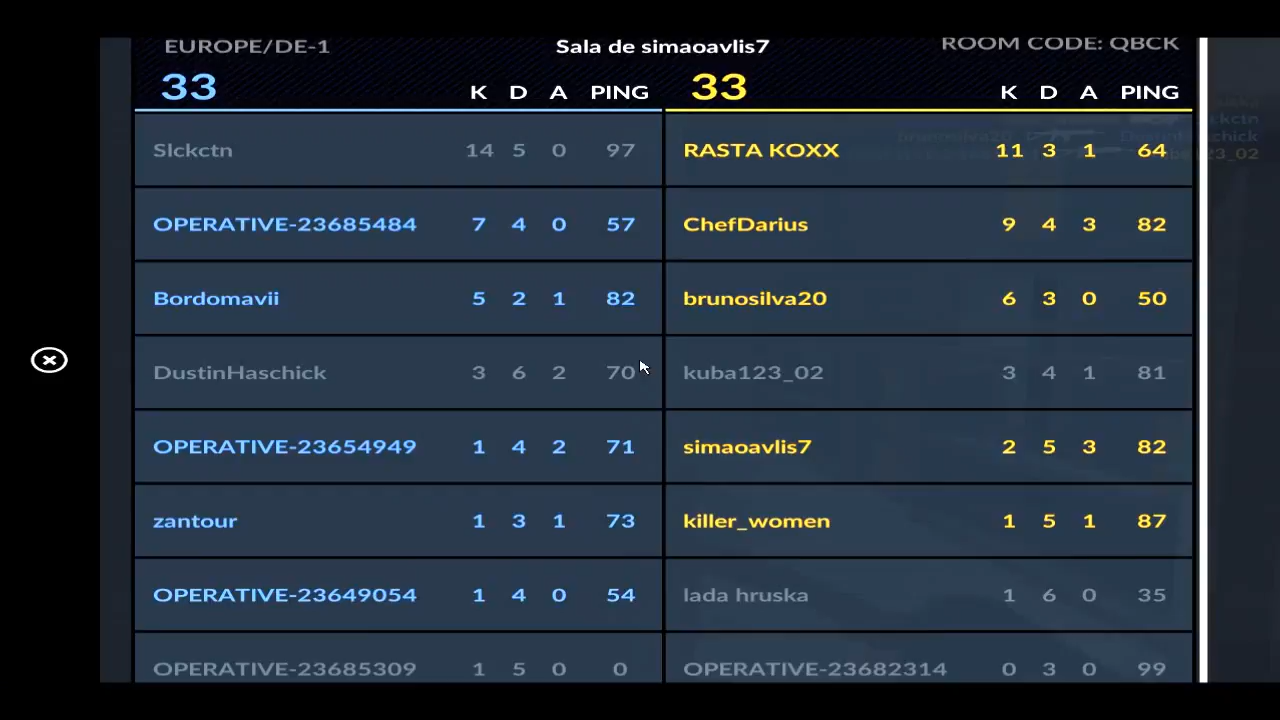 EUROPE/DE-1 Sala de simaoavlis7 ROOM CODE: QBCK
33 K D A PING 33 K D A PING
Slckctn 14 5 0 97 RASTA KOXX 11 3 1 64
OPERATIVE-23685484 7 4 0 57 ChefDarius 9 4 3 82
Bordomavii 5 2 1 82 brunosilva20 6 3 0 50
DustinHaschick 3 6 2 70 kuba123_02 3 4 1 81
OPERATIVE-23654949 1 4 2 71 simaoavlis7 2 5 3 82
zantour 1 3 1 73 killer_women 1 5 1 87
OPERATIVE-23649054 1 4 0 54 lada hruska 1 6 0 35
OPERATIVE-23685309 1 5 0 0 OPERATIVE-23682314 0 3 0 99